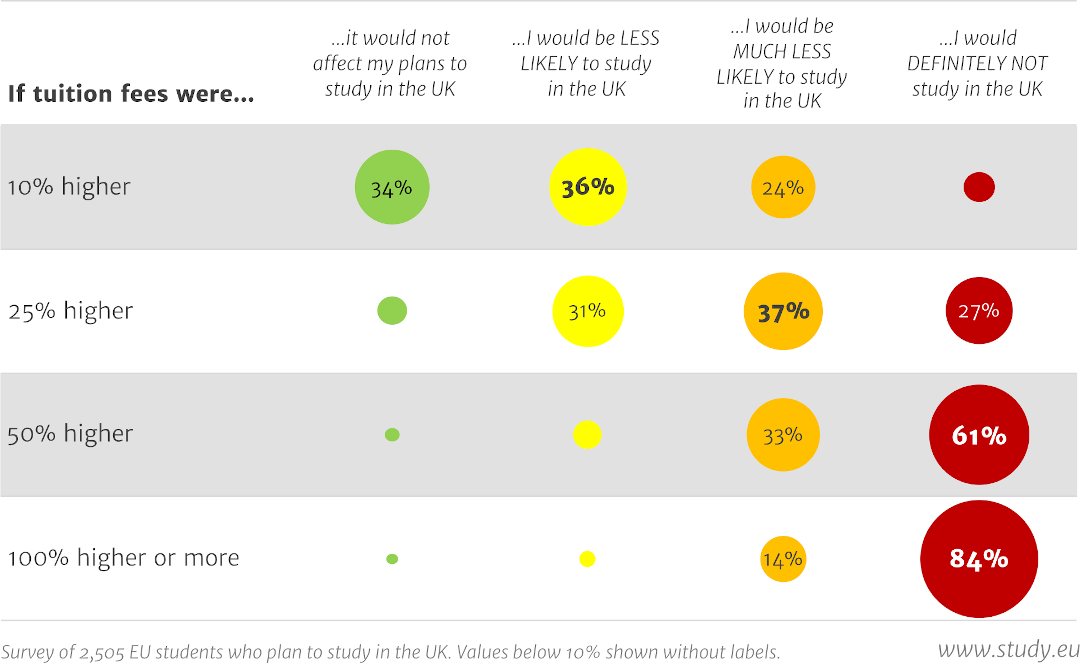 If tuition fees were...
...it would not
affect my plans to
study in the UK
...I would be LESS
LIKELY to study
in the UK
...I would be
MUCH LESS
LIKELY to study
in the UK
...I would
DEFINITELY NOT
study in the UK
10% higher
34%
36%
24%
25% higher
31%
37%
27%
50% higher
33%
61%
100% higher or more
14%
84%
Survey of 2,505 EU students who plan to study in the UK. Values below 10% shown without labels.
www.study.eu